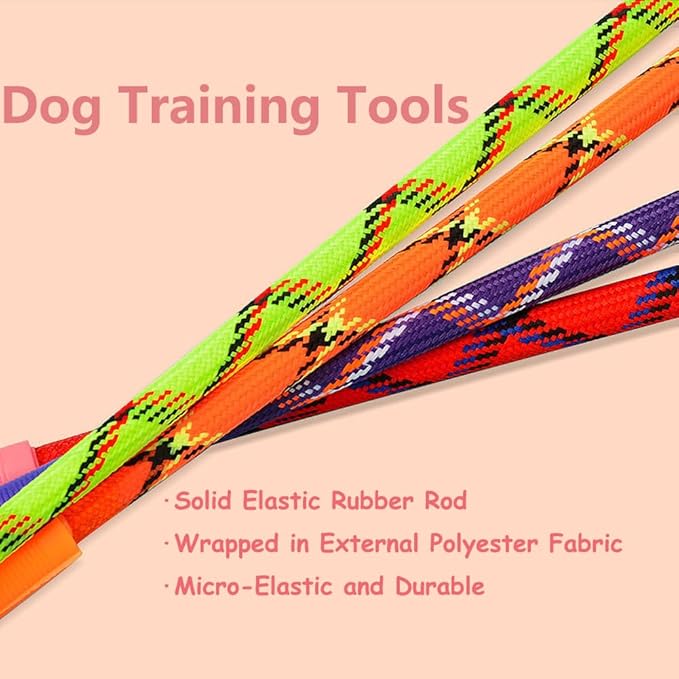 Dog Training Tools
· Solid Elastic Rubber Rod
· Wrapped in External Polyester Fabric
· Micro-Elastic and Durable